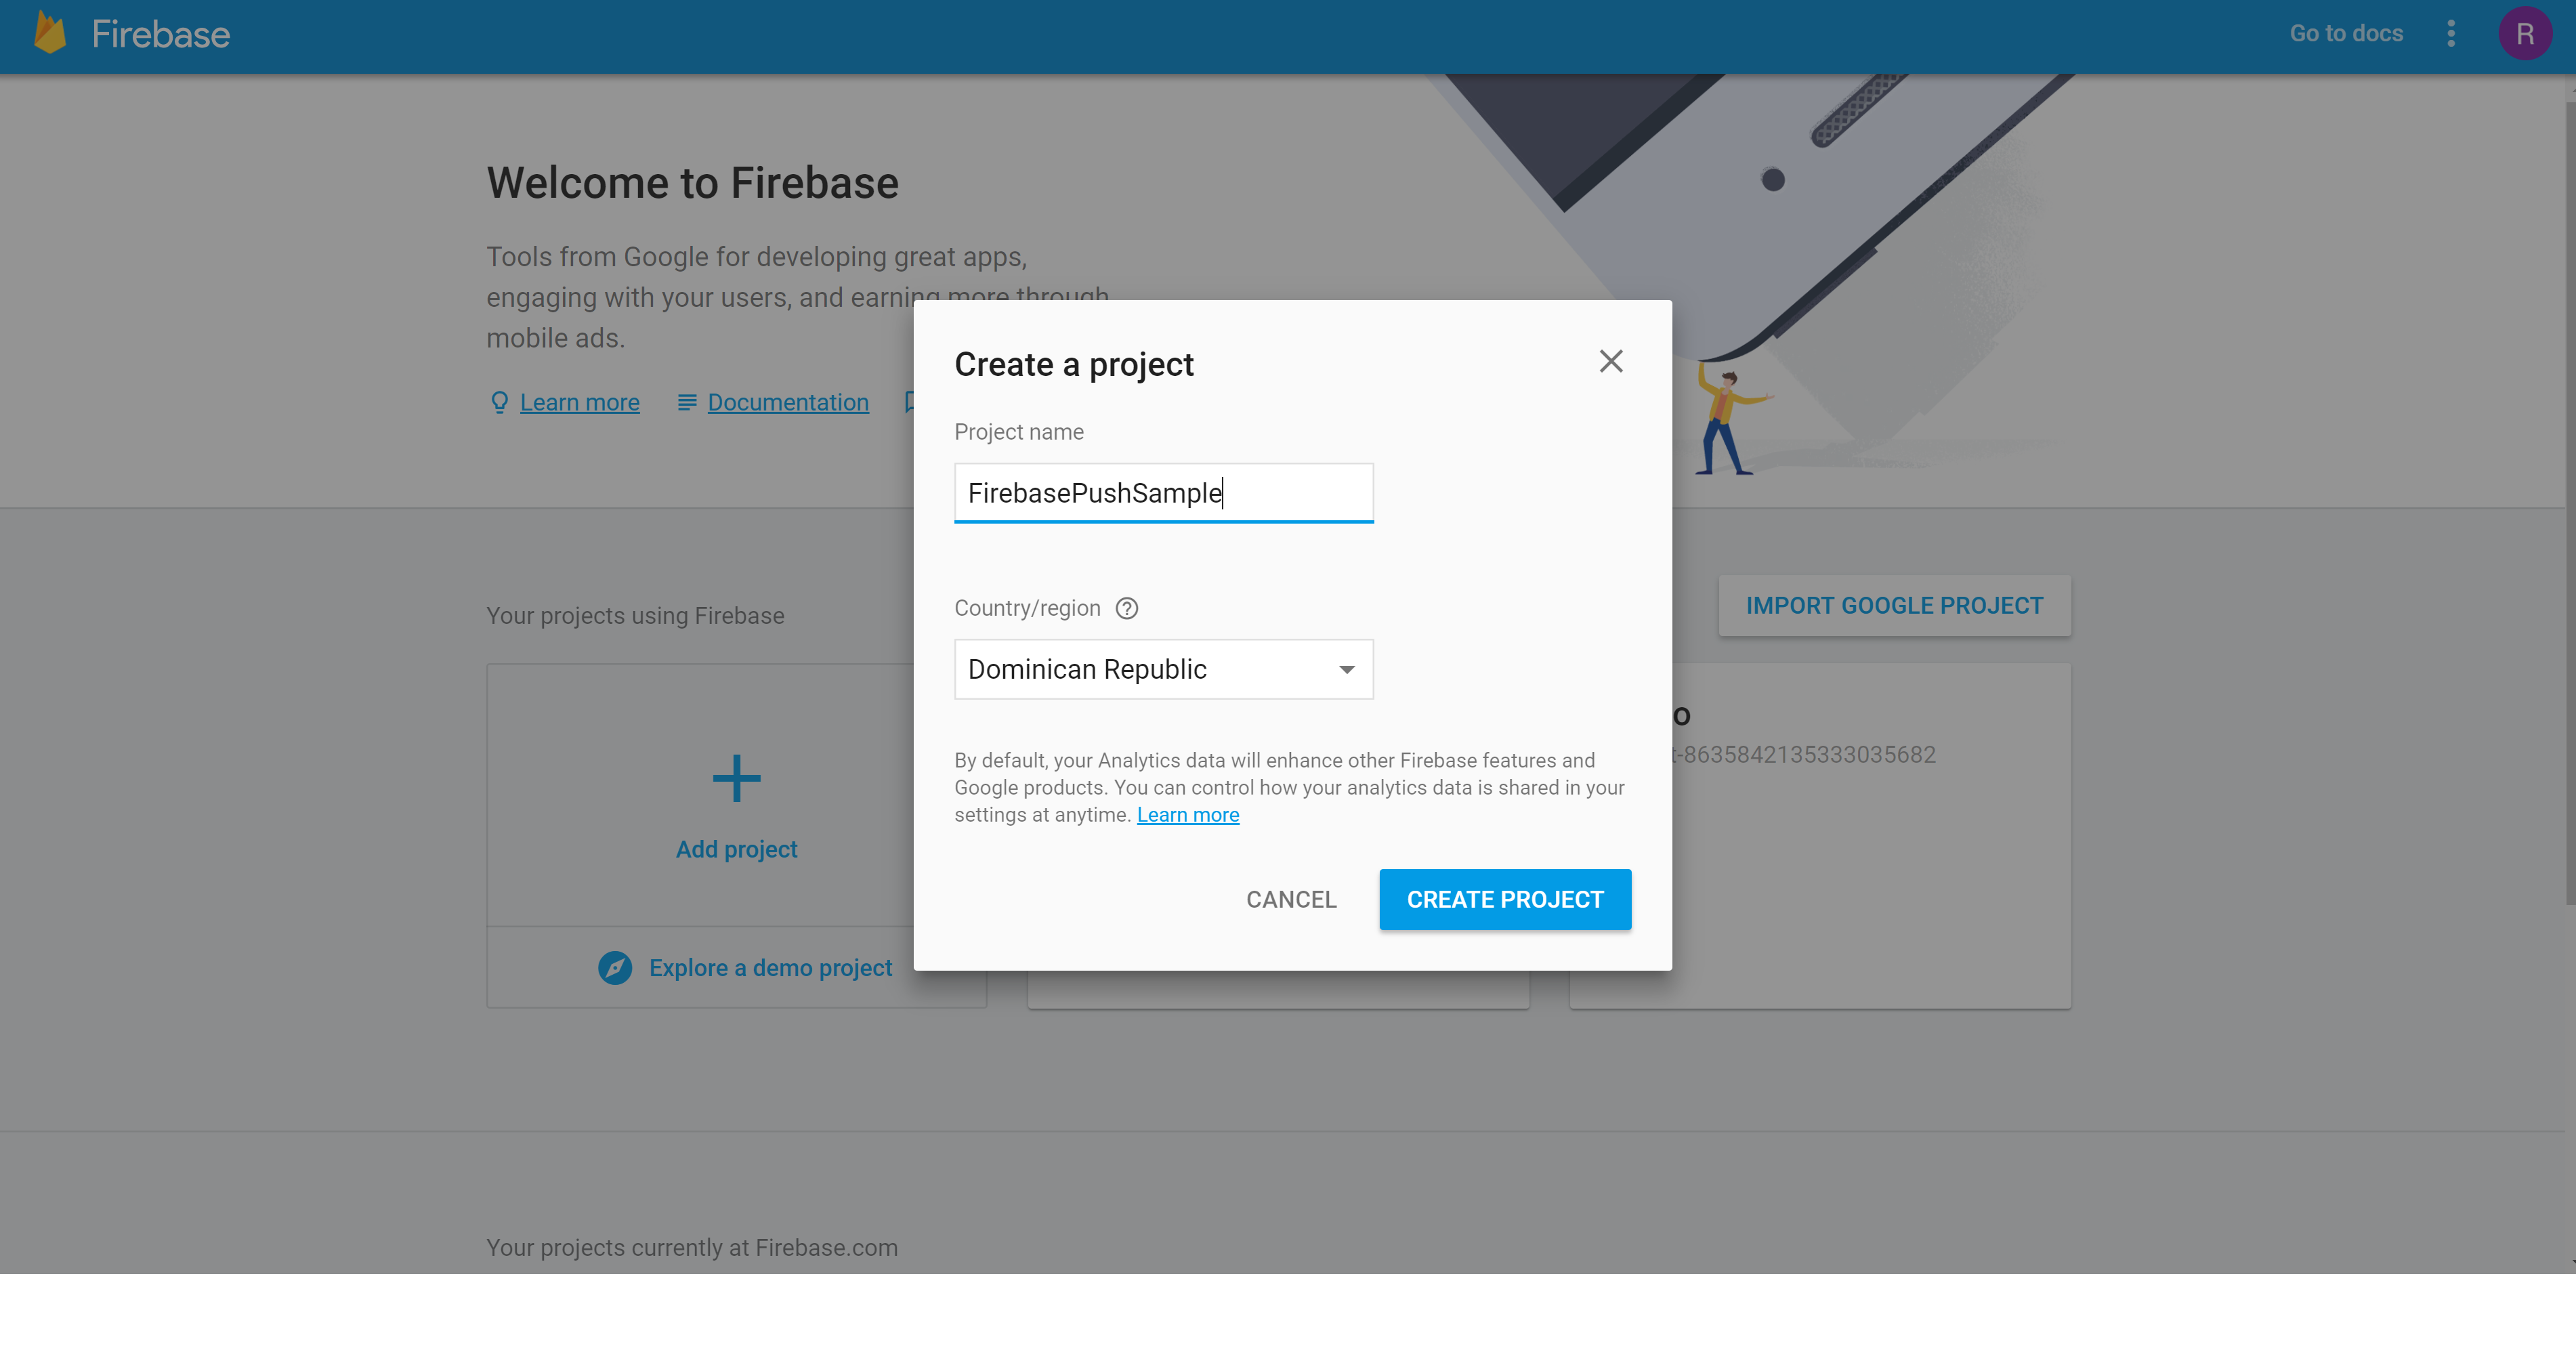 Firebase
Go to docs
R
Welcome to Firebase
Tools from Google for developing great apps,
engaging with your users, and earning more through
mobile ads.
Learn more
Documentation
Create a project
Project name
FirebasePushSample
Country/region
Dominican Republic
By default, your Analytics data will enhance other Firebase features and
Google products. You can control how your analytics data is shared in your
settings at anytime. Learn more
CANCEL
CREATE PROJECT
Your projects using Firebase
IMPORT GOOGLE PROJECT
Add project
Explore a demo project
o
t-8635842135333035682
Your projects currently at Firebase.com